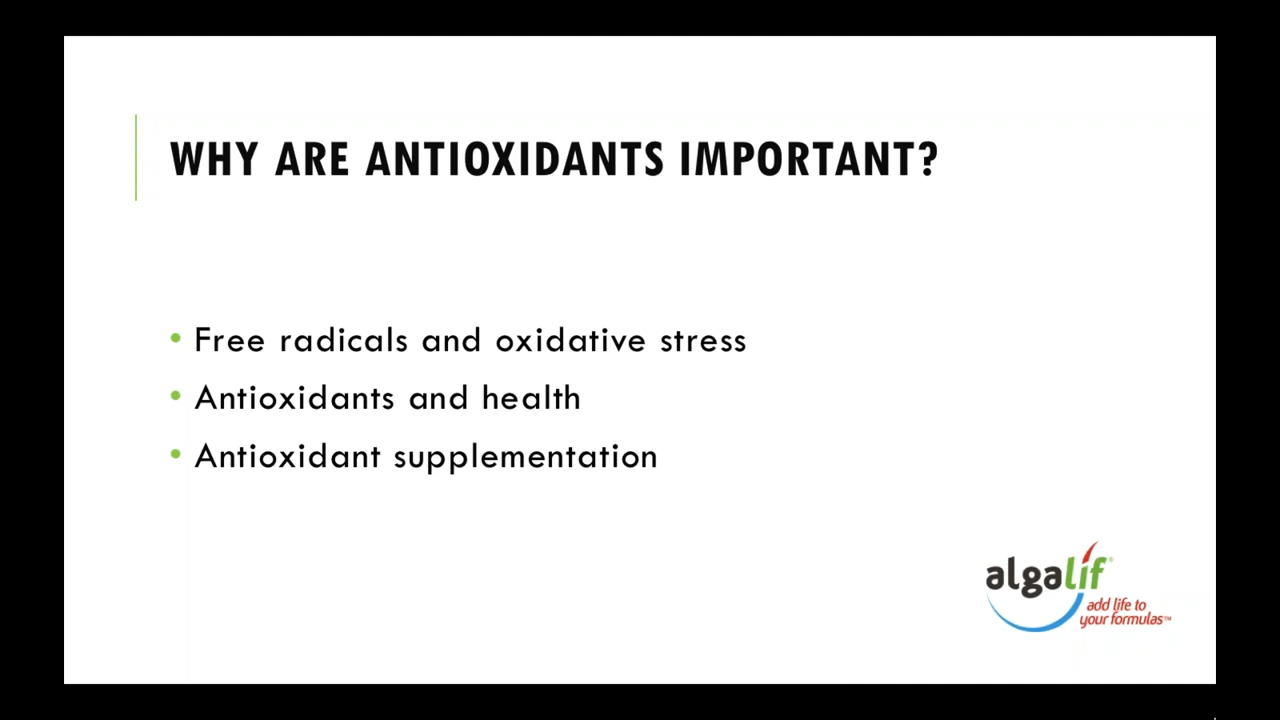 WHY ARE ANTIOXIDANTS IMPORTANT?
• Free radicals and oxidative stress
• Antioxidants and health
• Antioxidant supplementation
algalif®
add life to
your formulas™